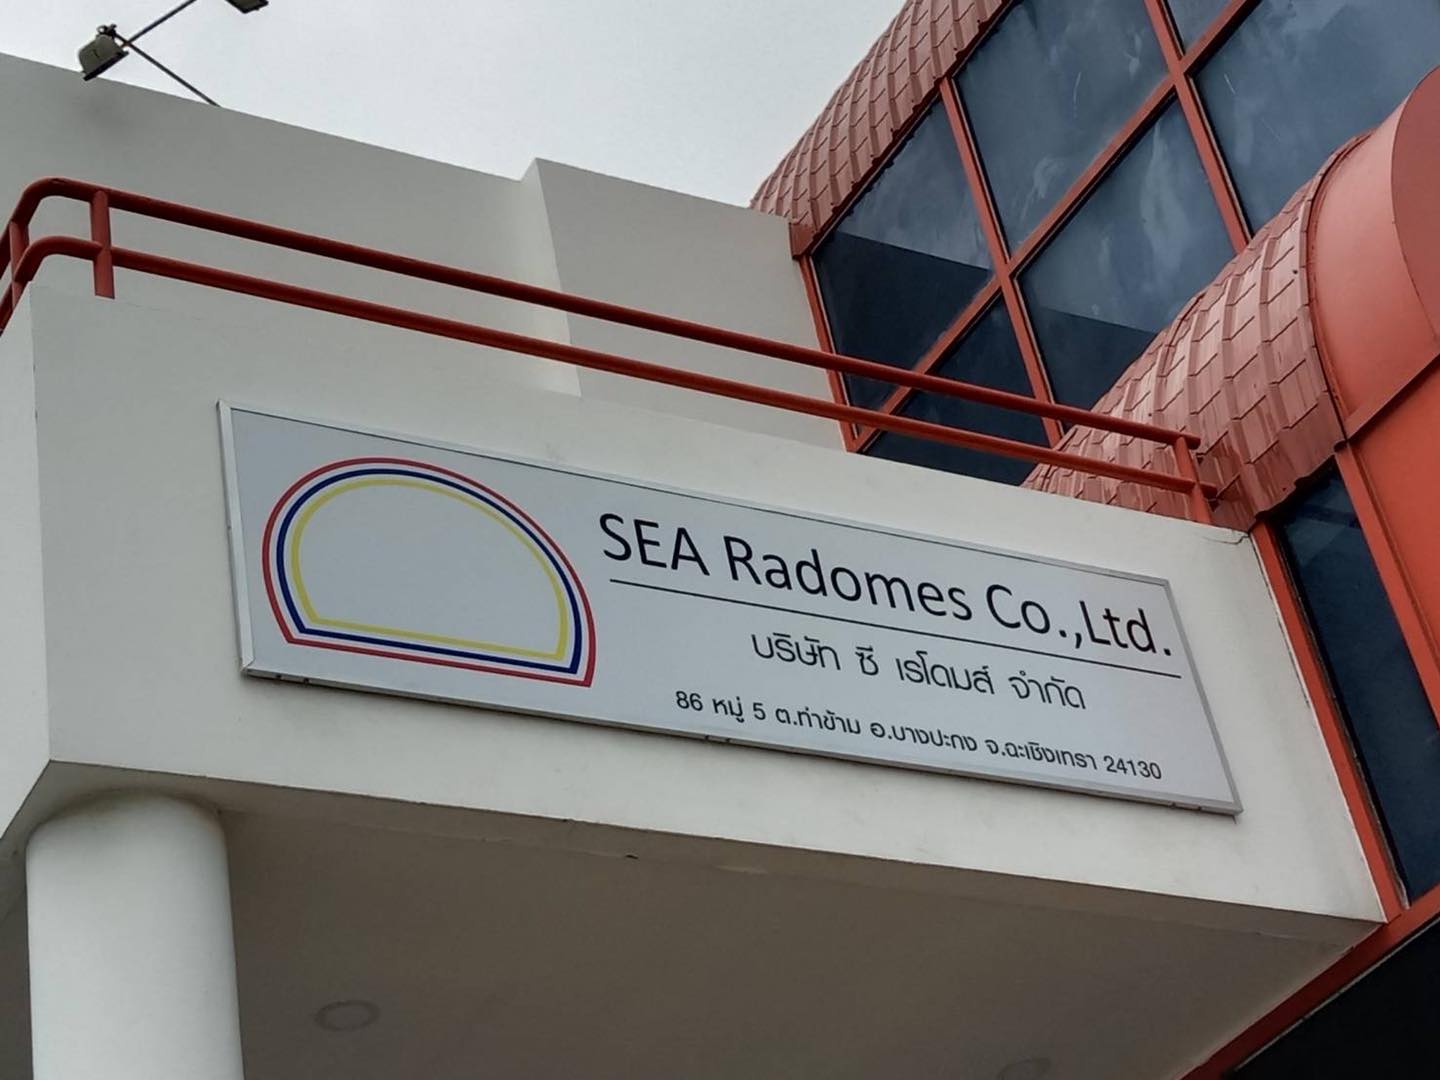 SEA Radomes Co.,Ltd.
บริษัท ซี เรโดมส์ จำกัด
86 หมู่ 5 ต.ท่าข้าม อ.บางปะกง จ.ฉะเชิงเทรา 24130